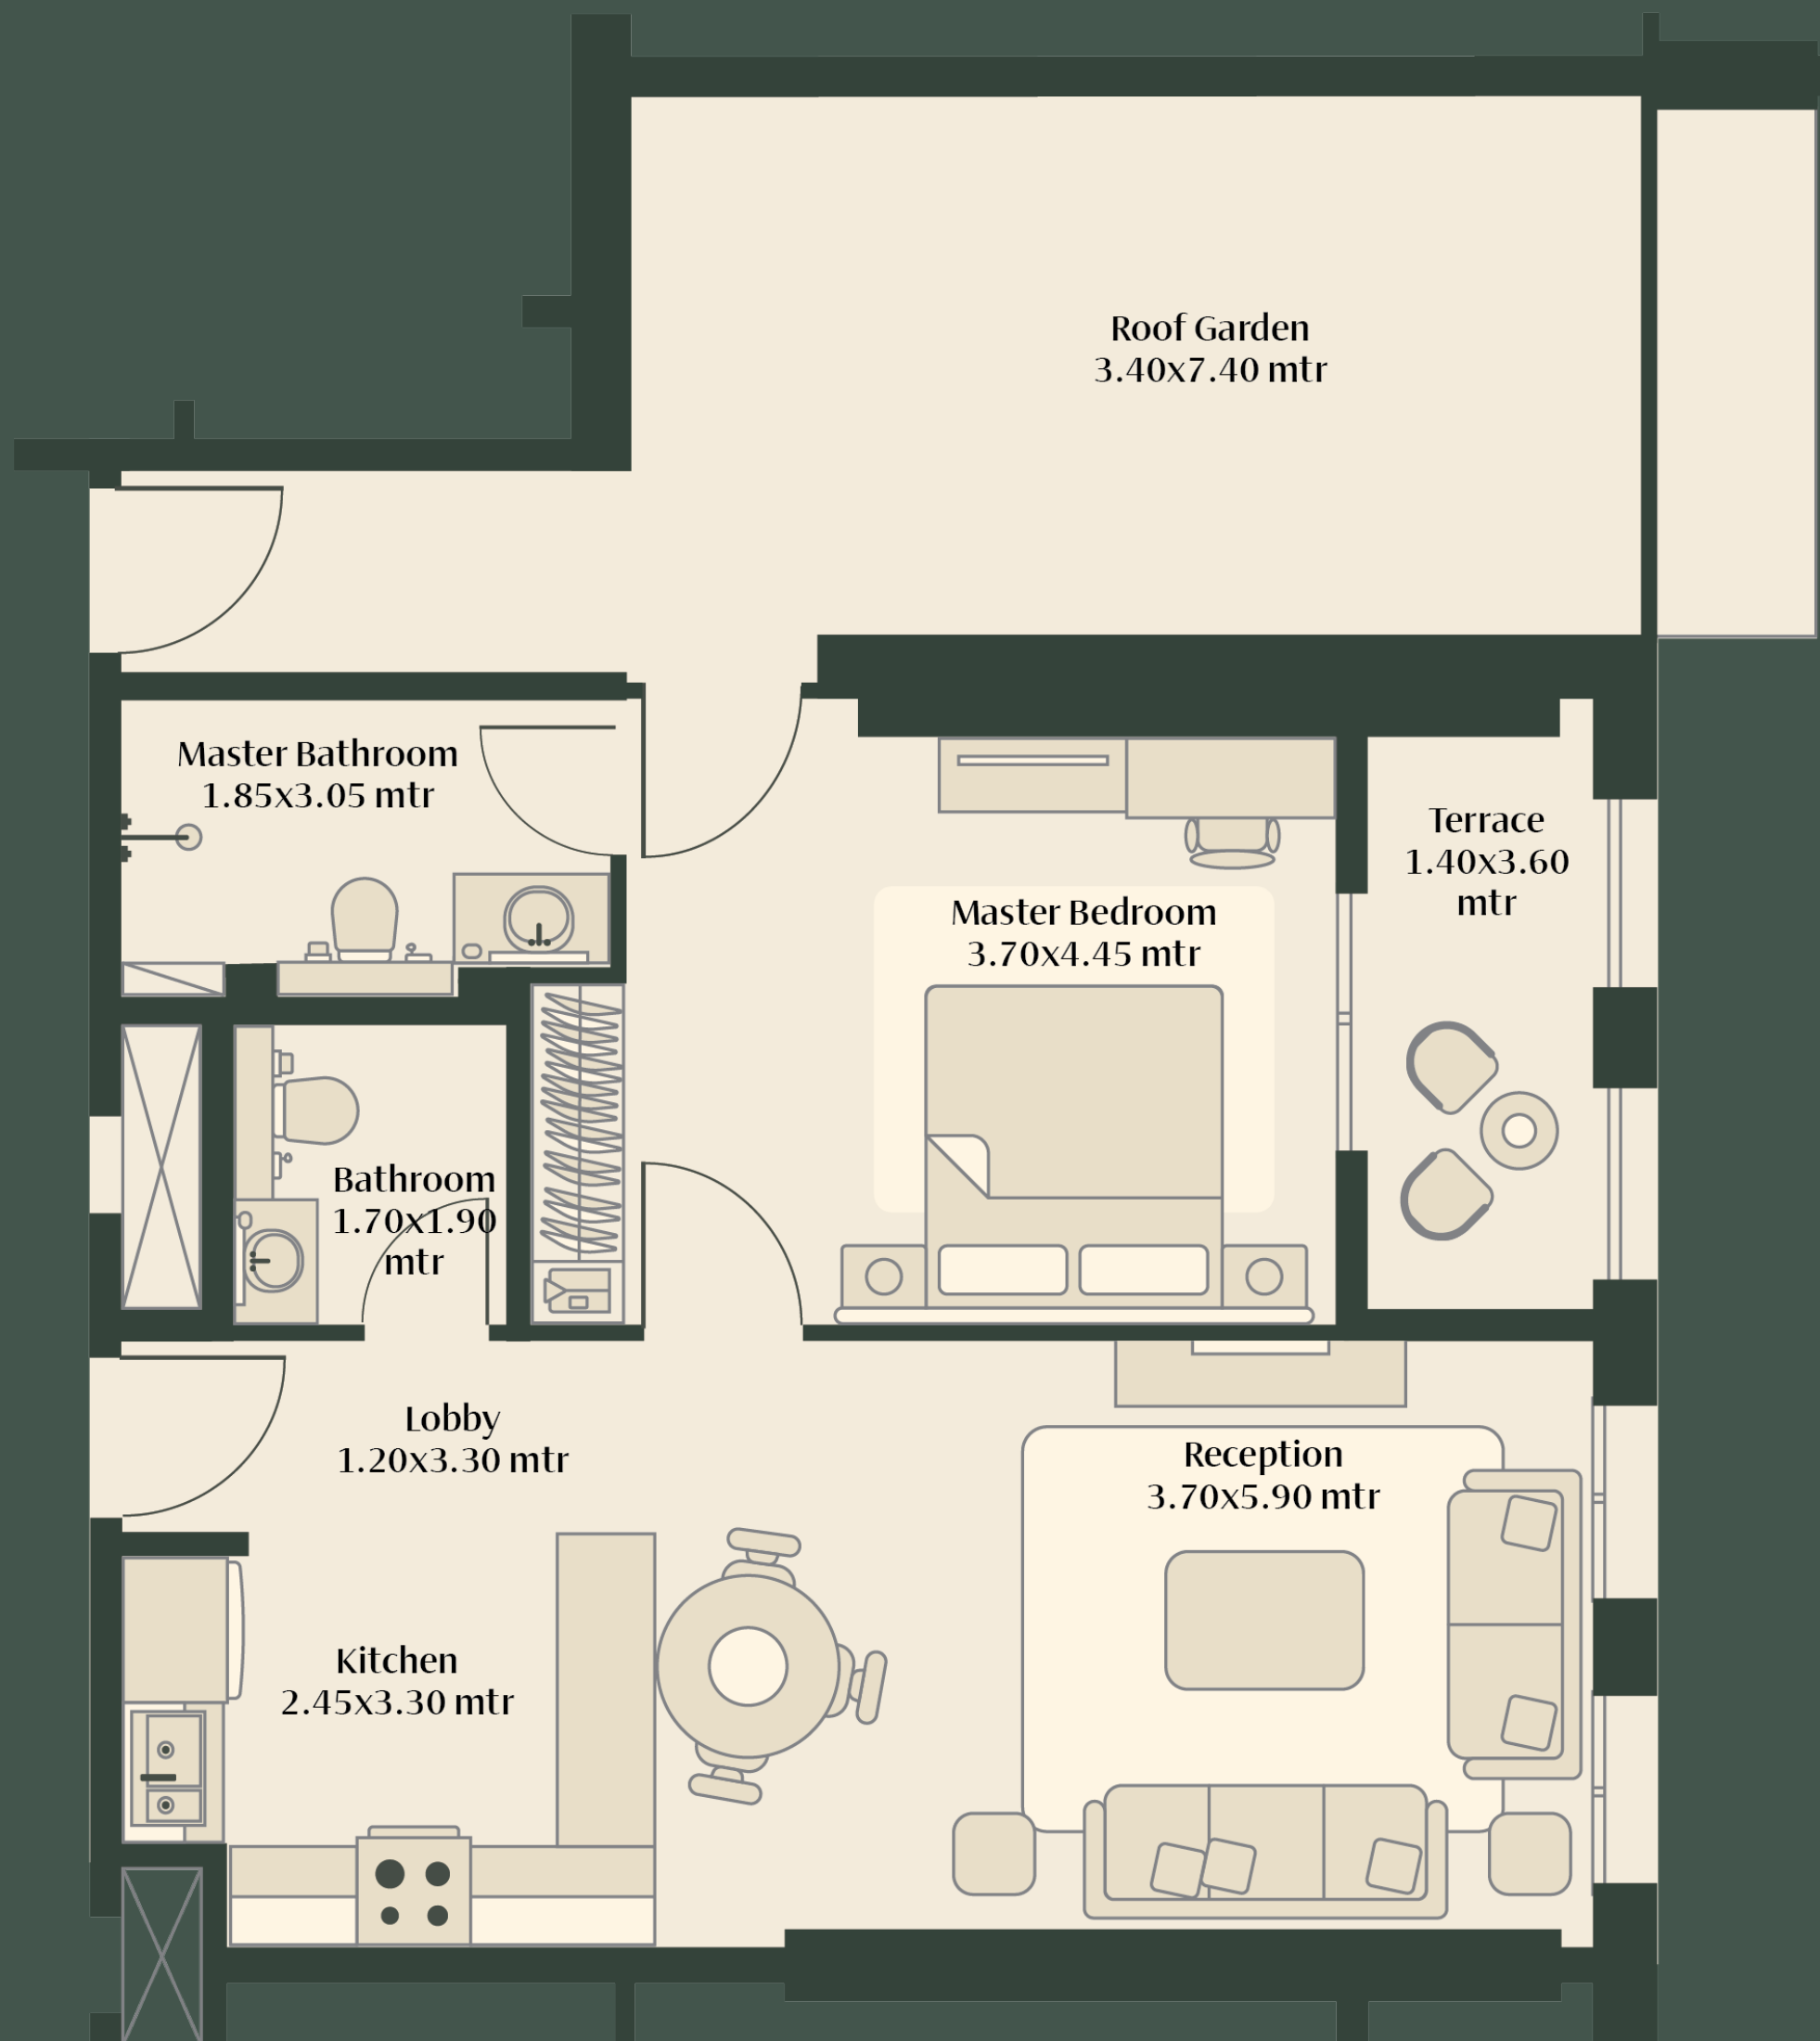 Roof Garden
3.40x7.40 mtr
Master Bathroom
1.85x3.05 mtr
Terrace
1.40x3.60
mtr
Master Bedroom
3.70x4.45 mtr
Bathroom
1.70x1.90
mtr
Lobby
1.20x3.30 mtr
Reception
3.70x5.90 mtr
Kitchen
2.45x3.30 mtr